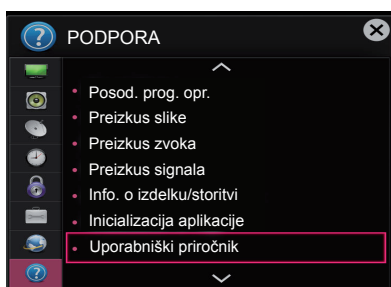 PODPORA
Posod. prog. opr.
Preizkus slike
Preizkus zvoka
Preizkus signala
Info. o izdelku/storitvi
Inicializacija aplikacije
Uporabniški priročnik